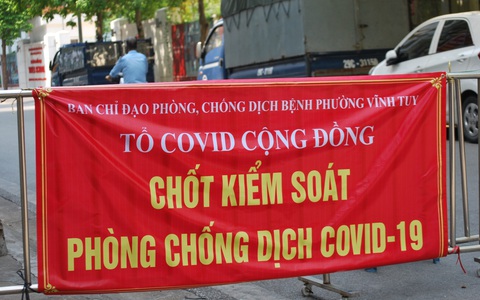 BAN CHỈ ĐẠO PHÒNG, CHỐNG DỊCH BỆNH PHƯỜNG VĨNH TUY
TỔ COVID CỘNG ĐỒNG
CHỐT KIỂM SOÁT
PHÒNG CHỐNG DỊCH COVID-19